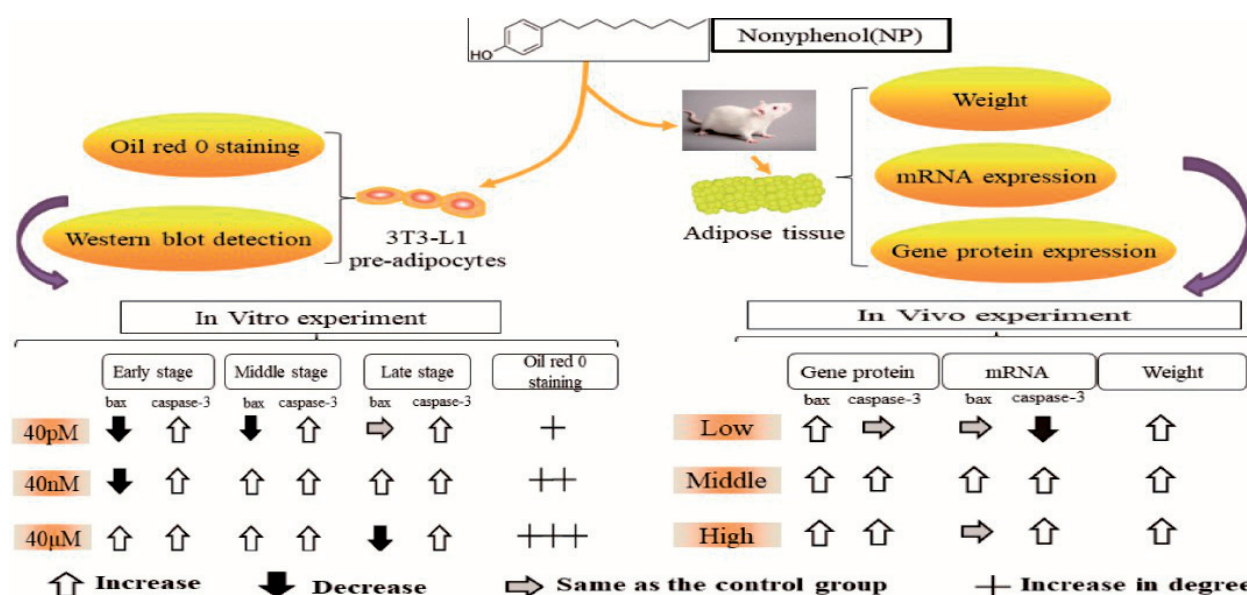 HO
Nonyphenol(NP)
Oil red 0 staining
Western blot detection
3T3-L1
pre-adipocytes
Adipose tissue
Weight
mRNA expression
Gene protein expression
In Vitro experiment
Early stage Middle stage Late stage Oil red 0
staining
bax caspase-3 bax caspase-3 bax caspase-3
40pM
40nM
40μM
In Vivo experiment
Gene protein mRNA Weight
bax caspase-3 bax caspase-3
Low
Middle
High
Increase Decrease Same as the control group Increase in degree